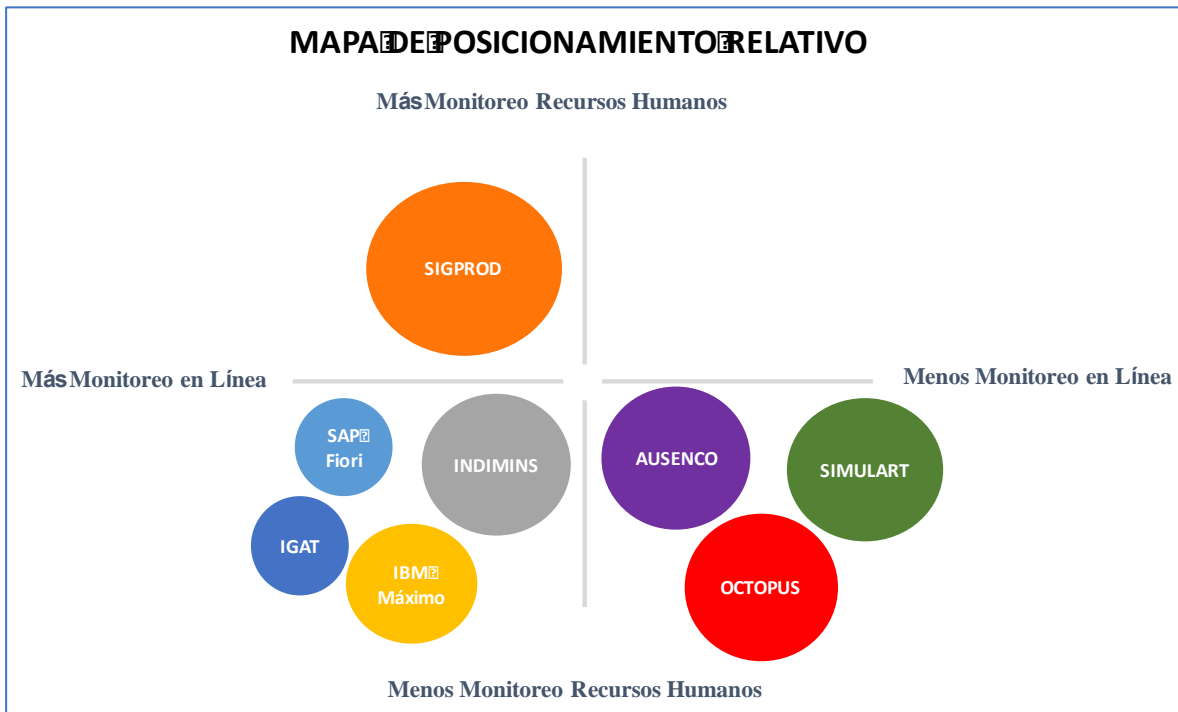 MAPA DE POSICIONAMIENTO RELATIVO
Más Monitoreo Recursos Humanos
SIGPROD
Más Monitoreo en Línea
Menos Monitoreo en Línea
SAP
Fiori
INDIMINS
AUSENCO
SIMULART
IGAT
IBM
Máximo
OCTOPUS
Menos Monitoreo Recursos Humanos